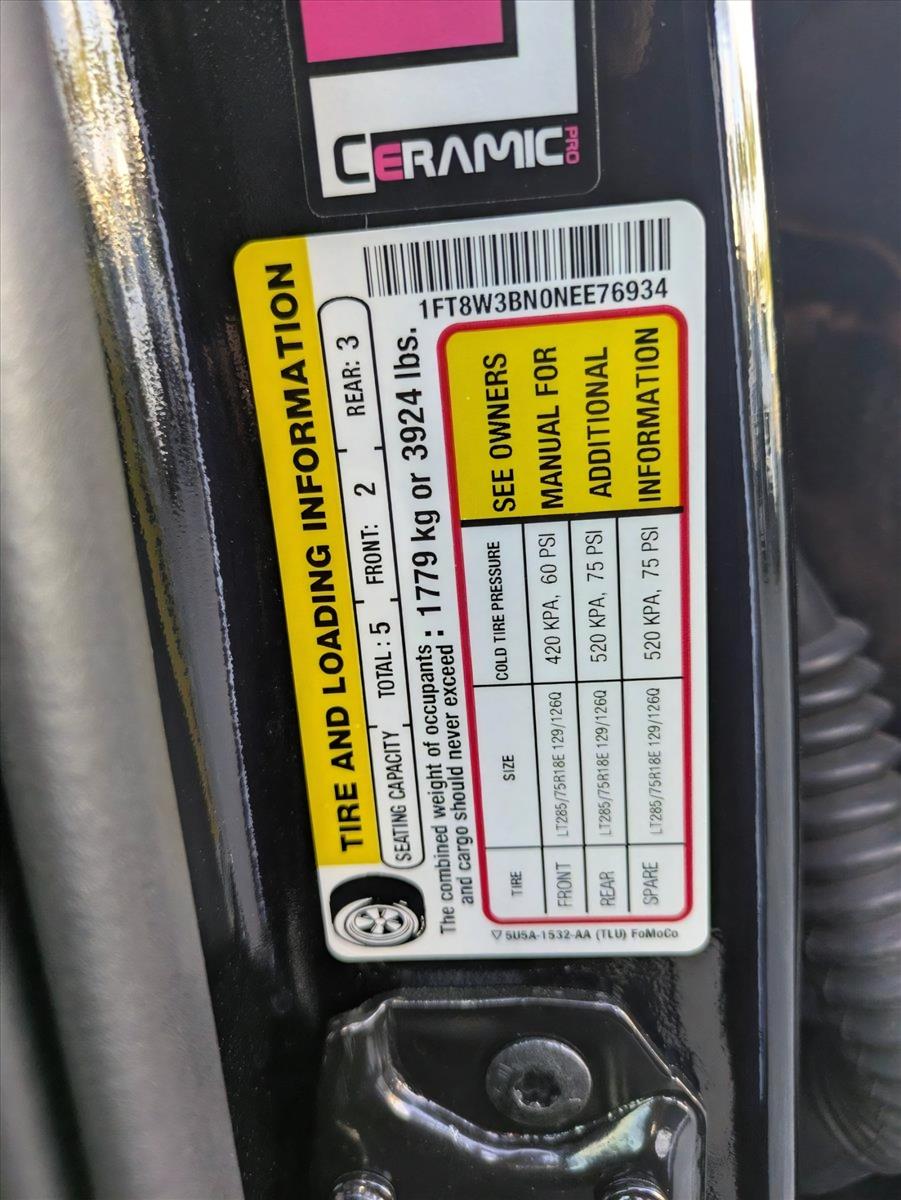 CERAMIC PRO
TIRE AND LOADING INFORMATION
SEATING CAPACITY TOTAL : 5 FRONT: 2 REAR: 3
The combined weight of occupants
and cargo should never exceed : 1779 kg or 3924 lbs.
1FT8W3BN0NEE76934
TIRE SIZE COLD TIRE PRESSURE
FRONT LT285/75R18E 129/126Q 420 KPA, 60 PSI
REAR LT285/75R18E 129/126Q 520 KPA, 75 PSI
SPARE LT285/75R18E 129/126Q 520 KPA, 75 PSI
SEE OWNERS
MANUAL FOR
ADDITIONAL
INFORMATION
▽ 5U5A-1532-AA (TLU) FoMoCo